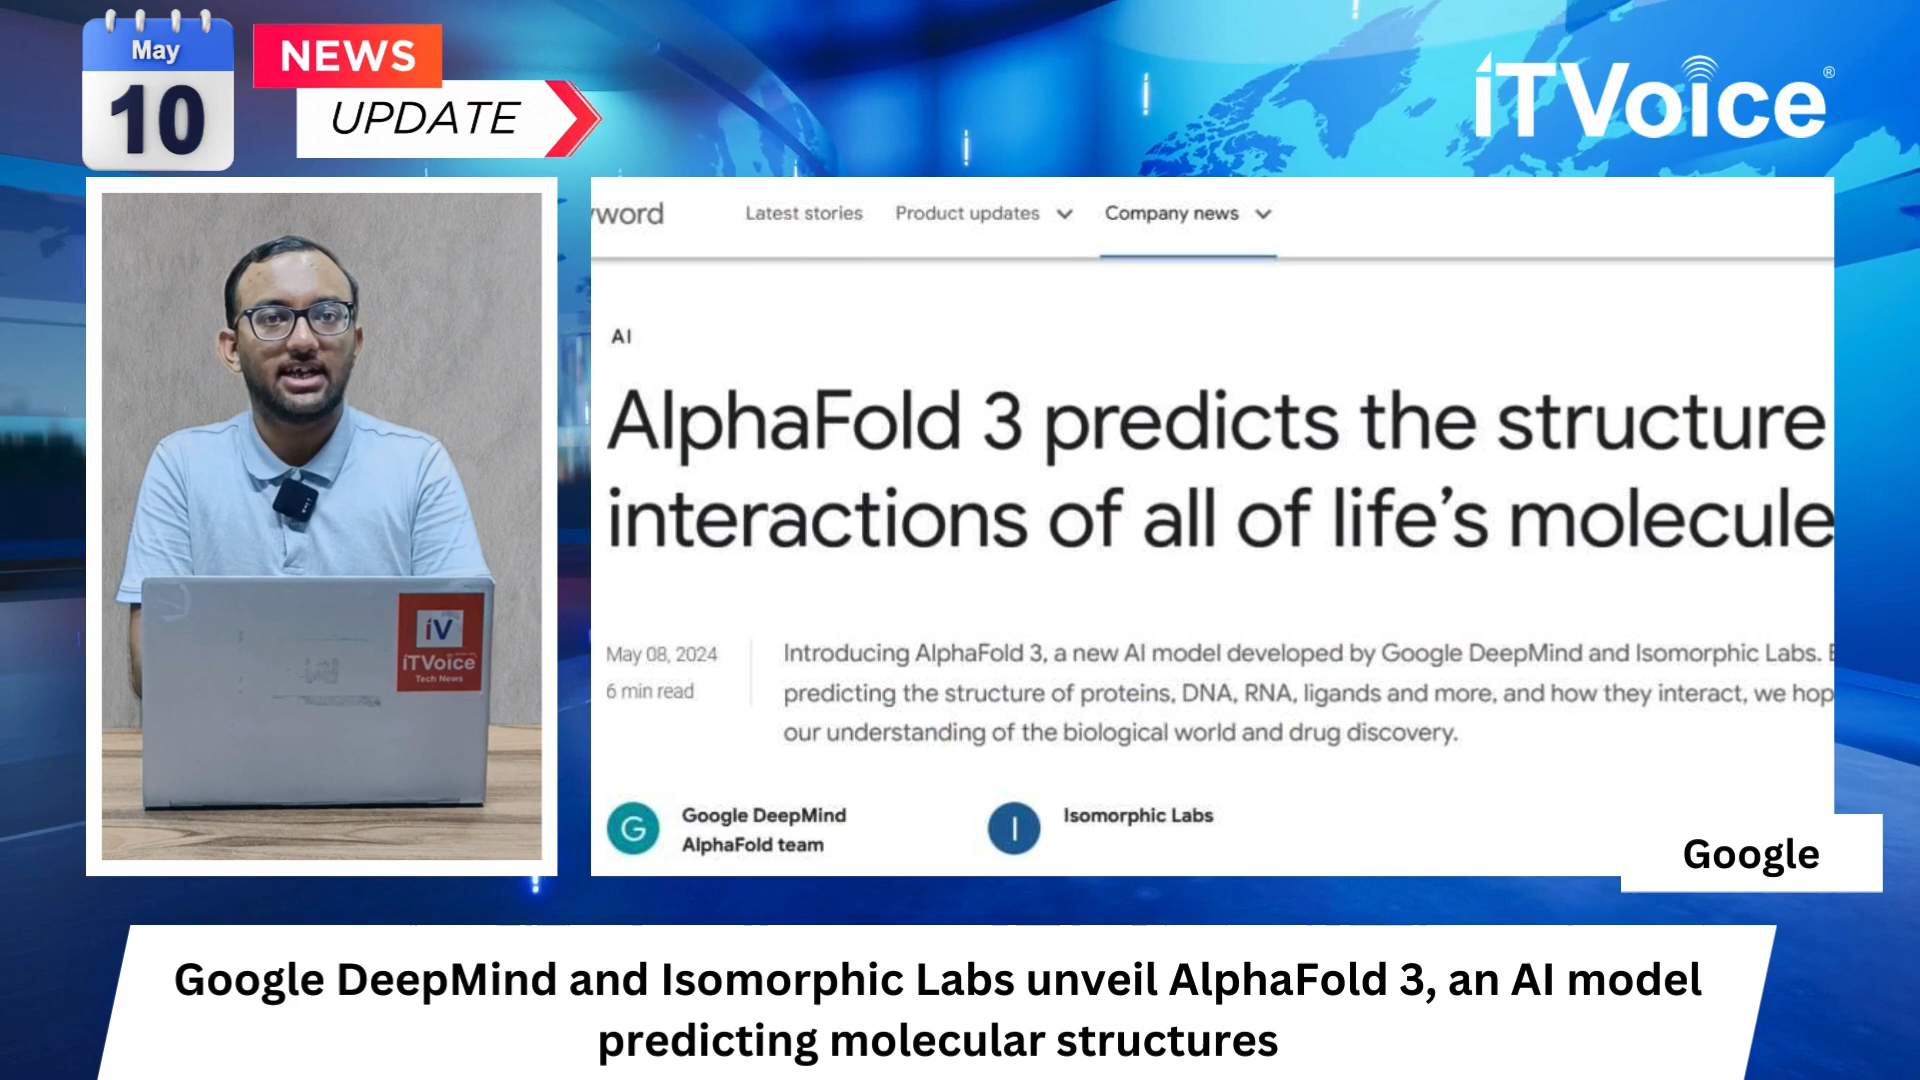 May
10
NEWS
UPDATE
iTVoice®
word
Latest stories
Product updates
Company news
AI
AlphaFold 3 predicts the structure
interactions of all of life's molecule
May 08, 2024
6 min read
Introducing AlphaFold 3, a new AI model developed by Google DeepMind and Isomorphic Labs.
predicting the structure of proteins, DNA, RNA, ligands and more, and how they interact, we hop
our understanding of the biological world and drug discovery.
G
Google DeepMind
AlphaFold team
I
Isomorphic Labs
iV
iTVoice
Tech News
Google
Google DeepMind and Isomorphic Labs unveil AlphaFold 3, an AI model
predicting molecular structures